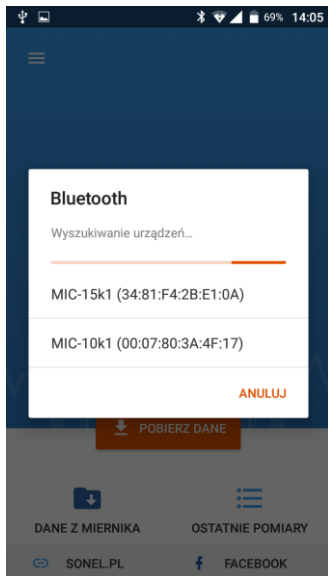 69% 14:05
Bluetooth
Wyszukiwanie urządzeń...
MIC-15k1 (34:81:F4:2B:E1:0A)
MIC-10k1 (00:07:80:3A:4F:17)
ANULUJ
POBIERZ DANE
DANE Z MIERNIKA OSTATNIE POMIARY
SONEL.PL FACEBOOK